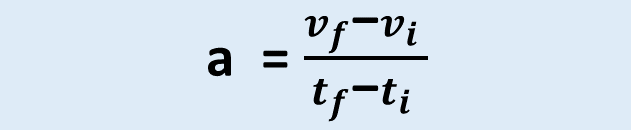 a = (v_f − v_i) / (t_f − t_i)